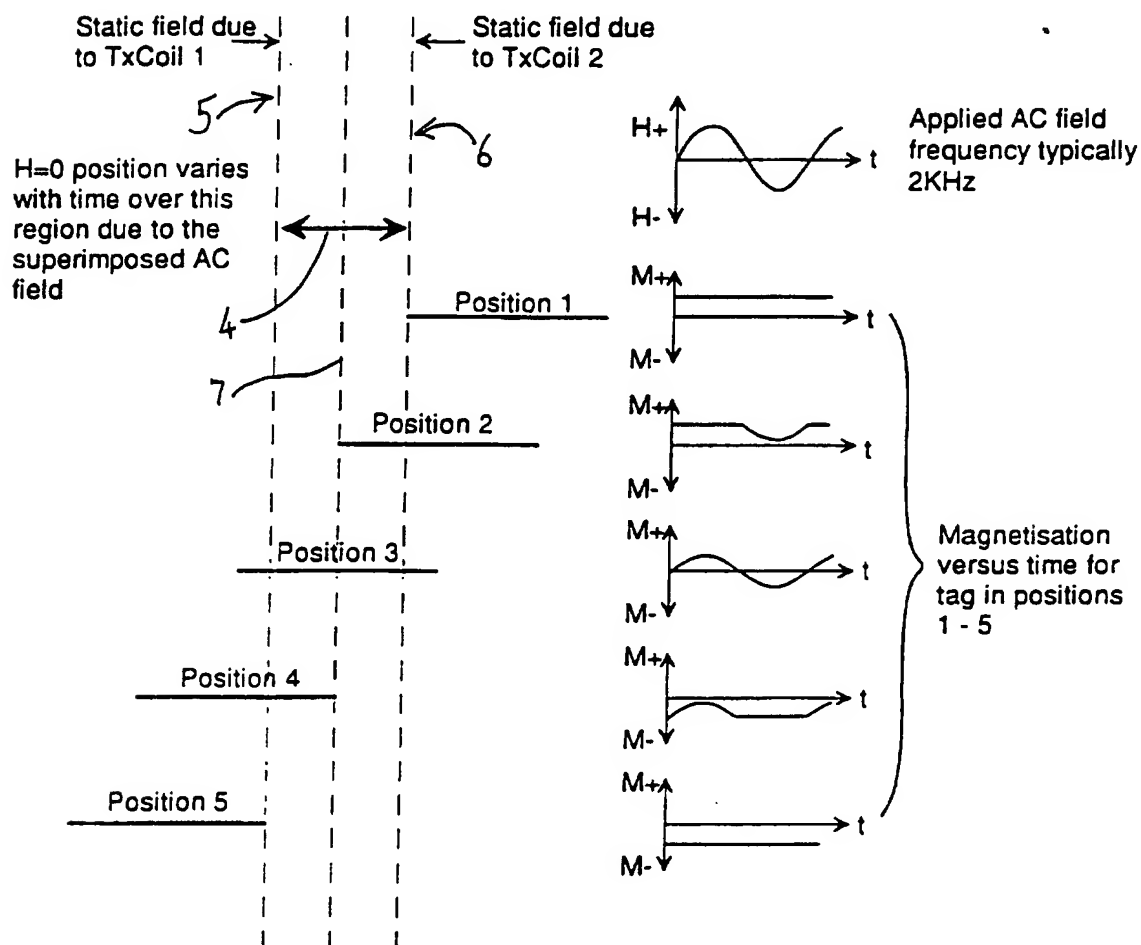 Static field due
to TxCoil 1
Static field due
to TxCoil 2
5
6
H=0 position varies
with time over this
region due to the
superimposed AC
field
4
7
H+
H-
t
Applied AC field
frequency typically
2KHz
Position 1
M+
M-
t
Position 2
M+
M-
t
Position 3
M+
M-
t
Position 4
M+
M-
t
Position 5
M+
M-
t
Magnetisation
versus time for
tag in positions
1 - 5